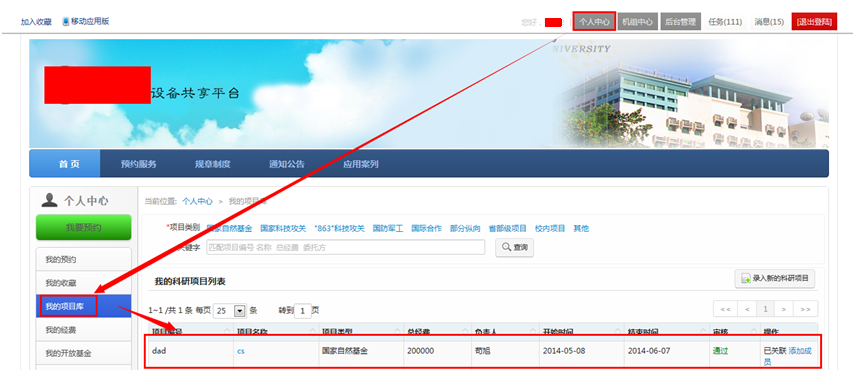 加入收藏 移动应用版 您好, 个人中心 机组中心 后台管理 任务(111) 消息(15) [退出登陆]
NIVERSITY
设备共享平台
首 页 预约服务 规章制度 通知公告 应用案列
个人中心
当前位置: 个人中心 > 我的项目库
我要预约
*项目类别 国家自然基金 国家科技攻关 "863"科技攻关 国防军工 国际合作 部分纵向 省部级项目 校内项目 其他
关键字 匹配项目编号 名称 总经费 委托方 查询
我的预约
我的收藏
我的项目库
我的经费
我的开放基金
我的科研项目列表 录入新的科研项目
1~1 /共 1 条 每页 25 条 转到 1 页 << < 1 > >>
项目编号 项目名称 项目类型 总经费 负责人 开始时间 结束时间 审核 操作
dad cs 国家自然基金 200000 苟旭 2014-05-08 2014-06-07 通过 已关联 添加成
员